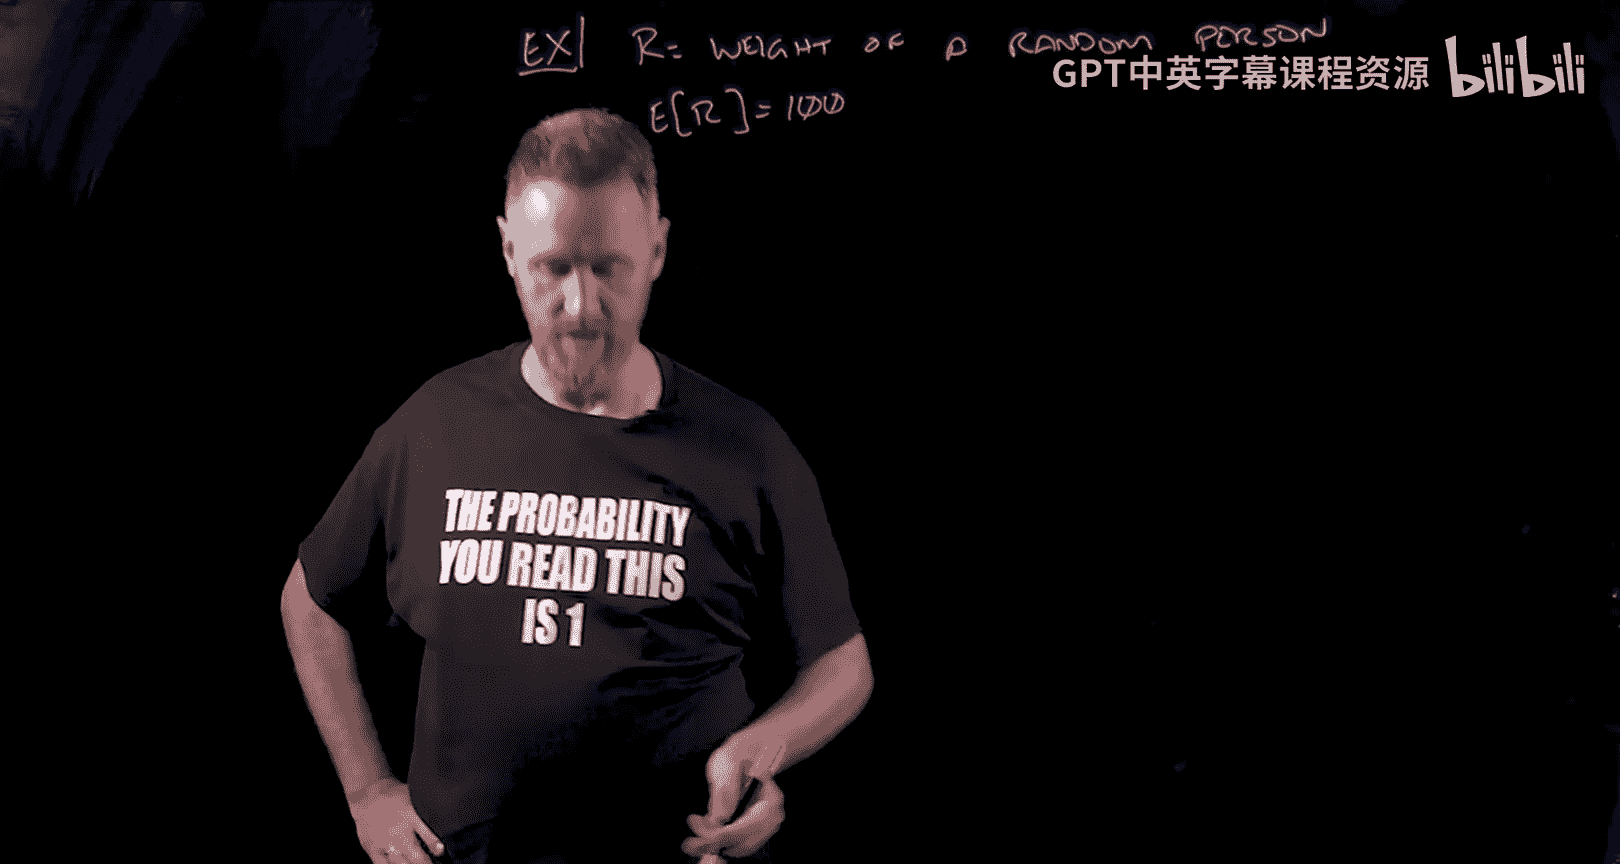 EX| R= WEIGHT OF A RANDOM PERSON
GPT中英字幕课程资源 bilibili
E[R]=100
THE PROBABILITY
YOU READ THIS
IS 1